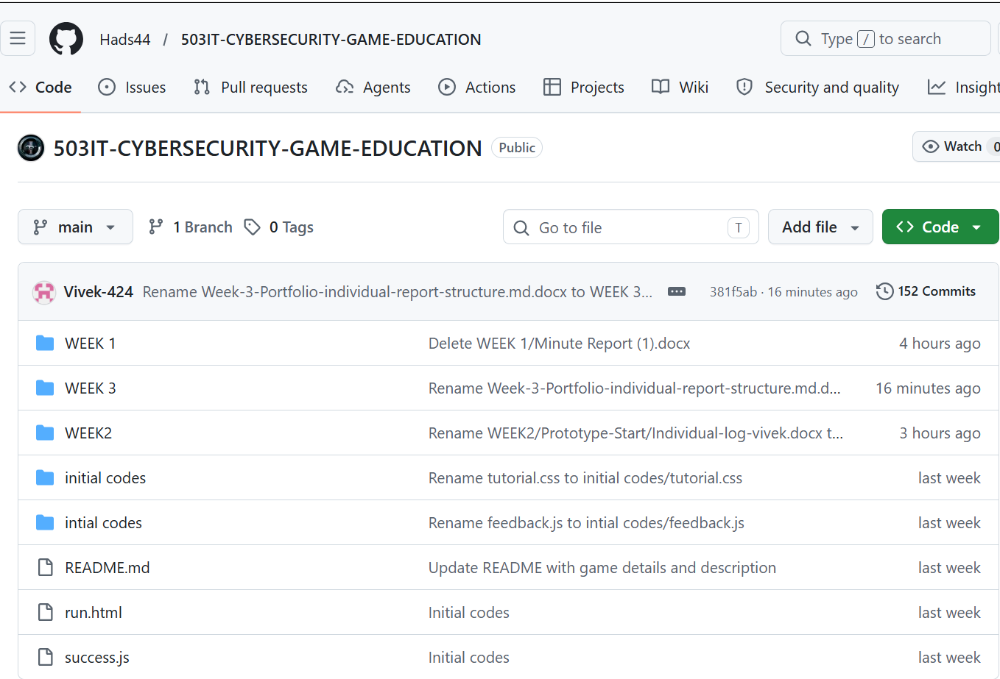 Hads44 / 503IT-CYBERSECURITY-GAME-EDUCATION Type / to search
Code Issues Pull requests Agents Actions Projects Wiki Security and quality Insight
503IT-CYBERSECURITY-GAME-EDUCATION Public Watch 0
main 1 Branch 0 Tags Go to file T Add file Code
Vivek-424 Rename Week-3-Portfolio-individual-report-structure.md.docx to WEEK 3... 381f5ab · 16 minutes ago 152 Commits
WEEK 1 Delete WEEK 1/Minute Report (1).docx 4 hours ago
WEEK 3 Rename Week-3-Portfolio-individual-report-structure.md.d... 16 minutes ago
WEEK2 Rename WEEK2/Prototype-Start/Individual-log-vivek.docx t... 3 hours ago
initial codes Rename tutorial.css to initial codes/tutorial.css last week
intial codes Rename feedback.js to intial codes/feedback.js last week
README.md Update README with game details and description last week
run.html Initial codes last week
success.js Initial codes last week